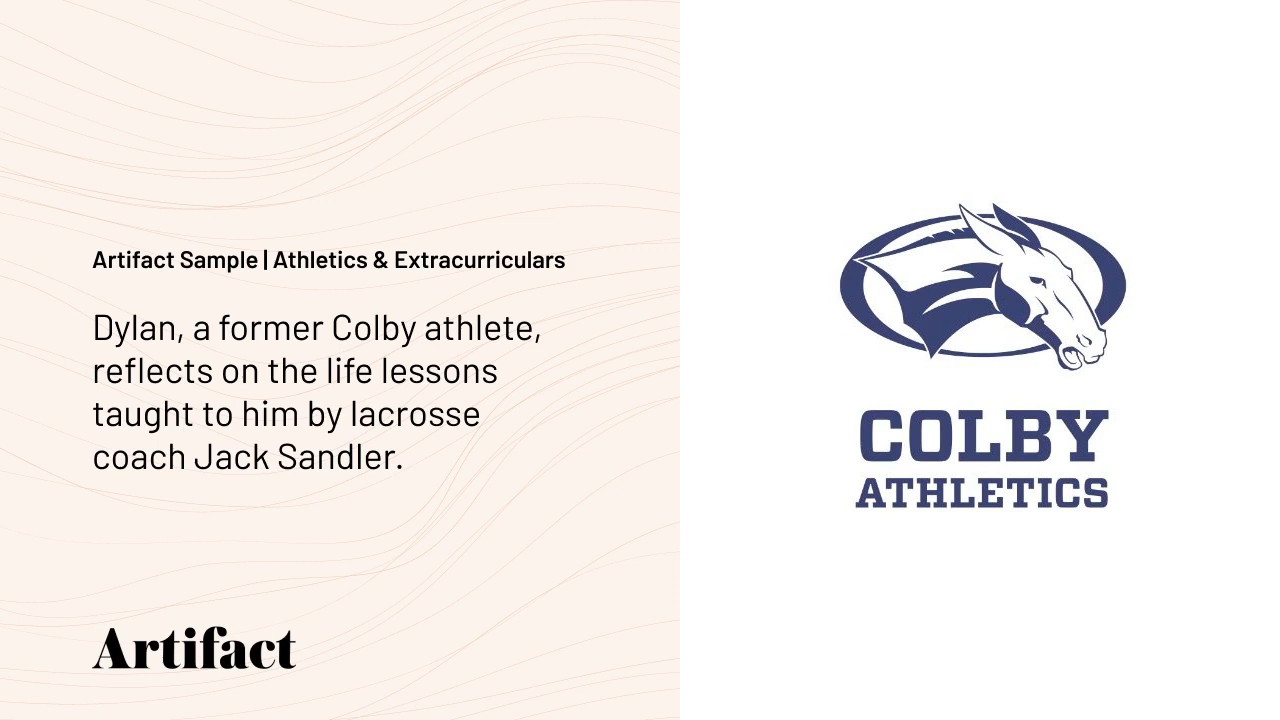 Artifact Sample | Athletics & Extracurriculars
Dylan, a former Colby athlete,
reflects on the life lessons
taught to him by lacrosse
coach Jack Sandler.
Artifact
COLBY
ATHLETICS